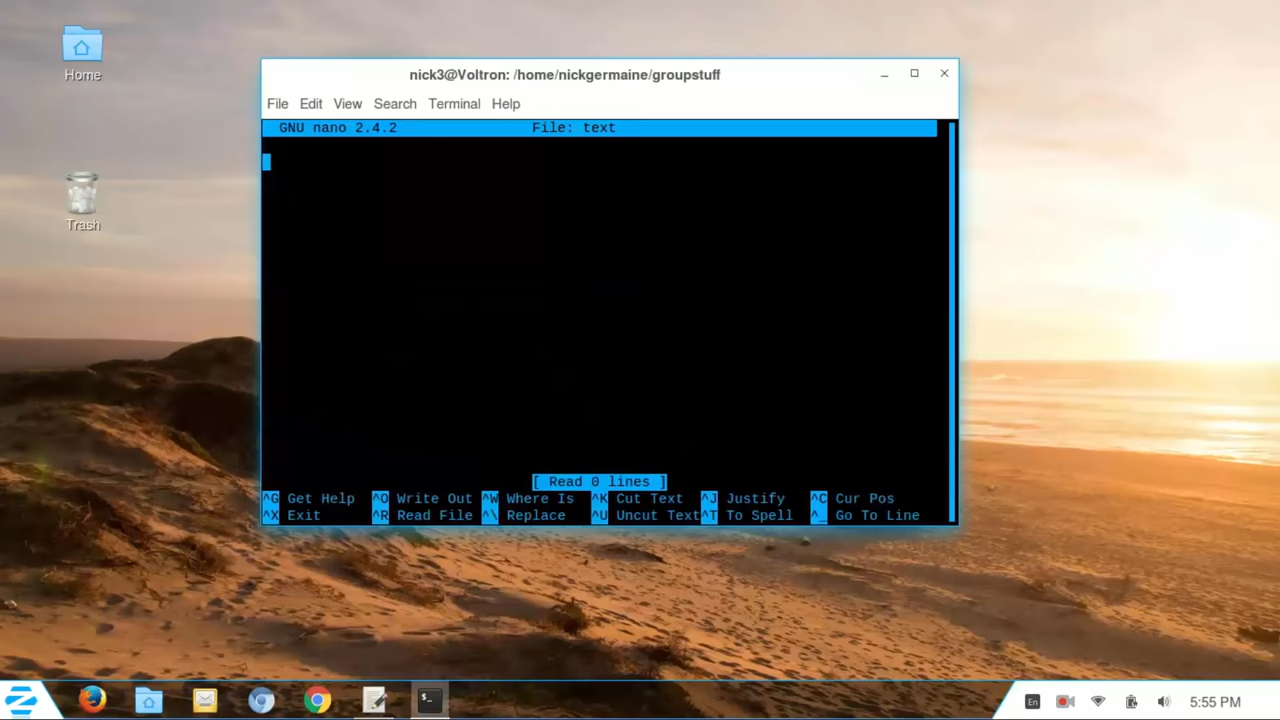 Home
Trash
nick3@Voltron: /home/nickgermaine/groupstuff
File Edit View Search Terminal Help
GNU nano 2.4.2 File: text
[ Read 0 lines ]
^G Get Help ^O Write Out ^W Where Is ^K Cut Text ^J Justify ^C Cur Pos
^X Exit ^R Read File ^\ Replace ^U Uncut Text ^T To Spell ^_ Go To Line
$_
En
5:55 PM